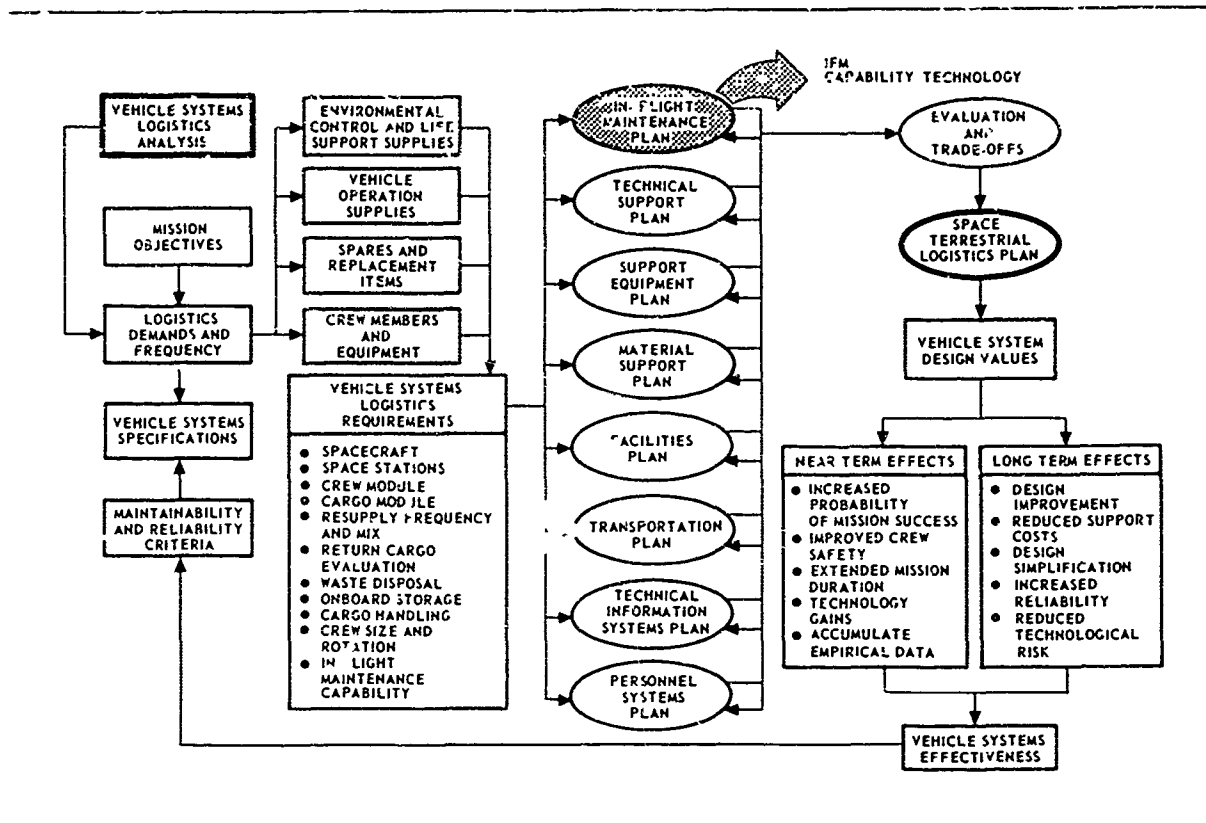 IFM
CAPABILITY TECHNOLOGY
VEHICLE SYSTEMS
LOGISTICS
ANALYSIS
MISSION
OBJECTIVES
LOGISTICS
DEMANDS AND
FREQUENCY
VEHICLE SYSTEMS
SPECIFICATIONS
MAINTAINABILITY
AND RELIABILITY
CRITERIA
ENVIRONMENTAL
CONTROL AND LIFE
SUPPORT SUPPLIES
VEHICLE
OPERATION
SUPPLIES
SPARES AND
REPLACEMENT
ITEMS
CREW MEMBERS
AND
EQUIPMENT
VEHICLE SYSTEMS
LOGISTICS
REQUIREMENTS
● SPACECRAFT
● SPACE STATIONS
● CREW MODULE
● CARGO MODULE
● RESUPPLY FREQUENCY
AND MIX
● RETURN CARGO
EVALUATION
● WASTE DISPOSAL
● ONBOARD STORAGE
● CARGO HANDLING
● CREW SIZE AND
ROTATION
● IN-FLIGHT
MAINTENANCE
CAPABILITY
IN-FLIGHT
MAINTENANCE
PLAN
TECHNICAL
SUPPORT
PLAN
SUPPORT
EQUIPMENT
PLAN
MATERIAL
SUPPORT
PLAN
FACILITIES
PLAN
TRANSPORTATION
PLAN
TECHNICAL
INFORMATION
SYSTEMS PLAN
PERSONNEL
SYSTEMS
PLAN
EVALUATION
AND
TRADE-OFFS
SPACE
TERRESTRIAL
LOGISTICS PLAN
VEHICLE SYSTEM
DESIGN VALUES
NEAR TERM EFFECTS
● INCREASED
PROBABILITY
OF MISSION SUCCESS
● IMPROVED CREW
SAFETY
● EXTENDED MISSION
DURATION
● TECHNOLOGY
GAINS
● ACCUMULATE
EMPIRICAL DATA
LONG TERM EFFECTS
● DESIGN
IMPROVEMENT
● REDUCED SUPPORT
COSTS
● DESIGN
SIMPLIFICATION
● INCREASED
RELIABILITY
● REDUCED
TECHNOLOGICAL
RISK
VEHICLE SYSTEMS
EFFECTIVENESS